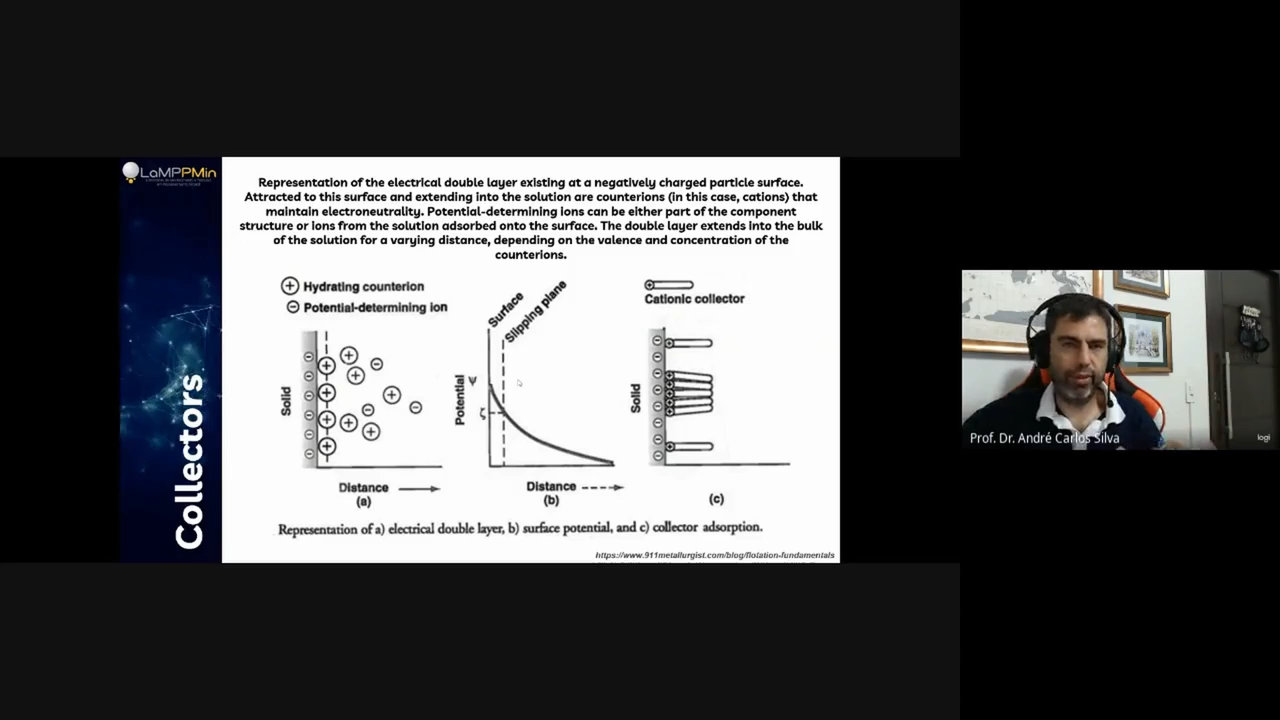 LaMPPMin
Representation of the electrical double layer existing at a negatively charged particle surface.
Attracted to this surface and extending into the solution are counterions (in this case, cations) that
maintain electroneutrality. Potential-determining ions can be either part of the component
structure or ions from the solution adsorbed onto the surface. The double layer extends into the bulk
of the solution for a varying distance, depending on the valence and concentration of the
counterions.
Hydrating counterion
Potential-determining ion
Solid
Distance
(a)
Surface
Slipping plane
Potential
Ψ
ζ
Distance
(b)
Cationic collector
Solid
(c)
Representation of a) electrical double layer, b) surface potential, and c) collector adsorption.
https://www.911metallurgist.com/blog/flotation-fundamentals
Collectors
Prof. Dr. André Carlos Silva
logi